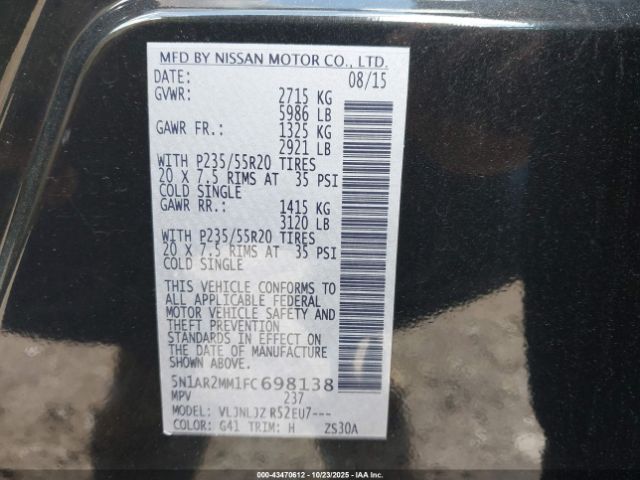 MFD BY NISSAN MOTOR CO., LTD.
DATE: 08/15
GVWR: 2715 KG
5986 LB
GAWR FR.: 1325 KG
2921 LB
WITH P235/55R20 TIRES
20 X 7.5 RIMS AT 35 PSI
COLD SINGLE
GAWR RR.: 1415 KG
3120 LB
WITH P235/55R20 TIRES
20 X 7.5 RIMS AT 35 PSI
COLD SINGLE
THIS VEHICLE CONFORMS TO
ALL APPLICABLE FEDERAL
MOTOR VEHICLE SAFETY AND
THEFT PREVENTION
STANDARDS IN EFFECT ON
THE DATE OF MANUFACTURE
SHOWN ABOVE.
5N1AR2MM1FC698138
MPV 237
MODEL: VLJNLJZ R52EU7---
COLOR: G41 TRIM: H ZS30A
000-43470612 - 10/23/2025 - IAA Inc.